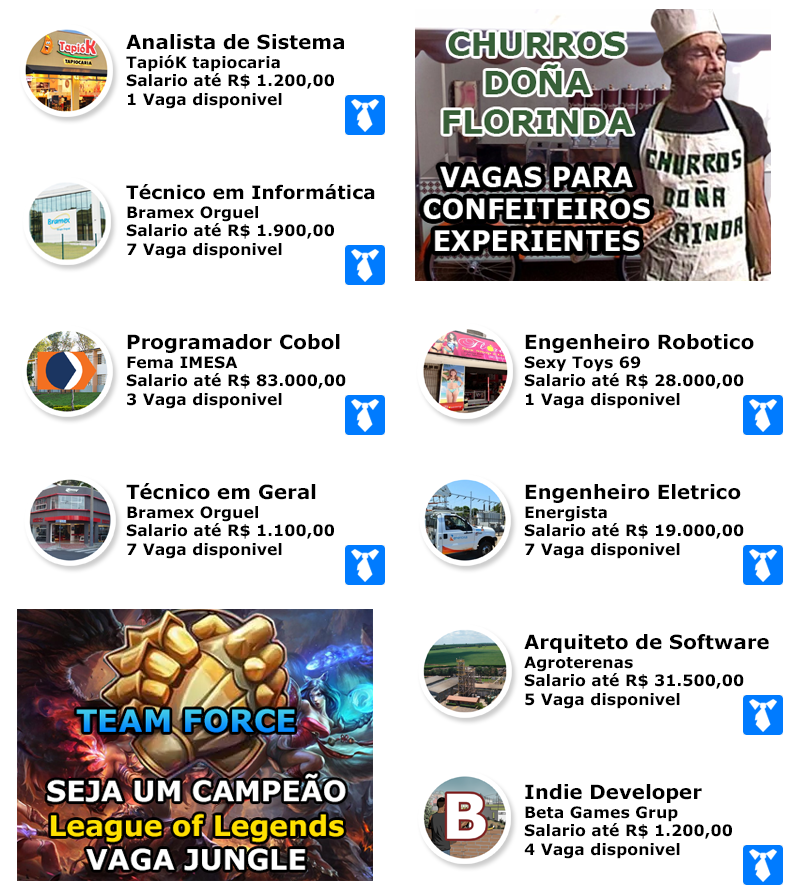 TapióK
TAPIOCARIA
Analista de Sistema
TapióK tapiocaria
Salario até R$ 1.200,00
1 Vaga disponivel
CHURROS
DOÑA
FLORINDA
VAGAS PARA
CONFEITEIROS
EXPERIENTES
CHURROS
DOÑA
RINDA
Bramex
Técnico em Informática
Bramex Orguel
Salario até R$ 1.900,00
7 Vaga disponivel
Programador Cobol
Fema IMESA
Salario até R$ 83.000,00
3 Vaga disponivel
Engenheiro Robotico
Sexy Toys 69
Salario até R$ 28.000,00
1 Vaga disponivel
Técnico em Geral
Bramex Orguel
Salario até R$ 1.100,00
7 Vaga disponivel
Engenheiro Eletrico
Energista
Salario até R$ 19.000,00
7 Vaga disponivel
TEAM FORCE
SEJA UM CAMPEÃO
League of Legends
VAGA JUNGLE
Arquiteto de Software
Agroterenas
Salario até R$ 31.500,00
5 Vaga disponivel
B
Indie Developer
Beta Games Grup
Salario até R$ 1.200,00
4 Vaga disponivel